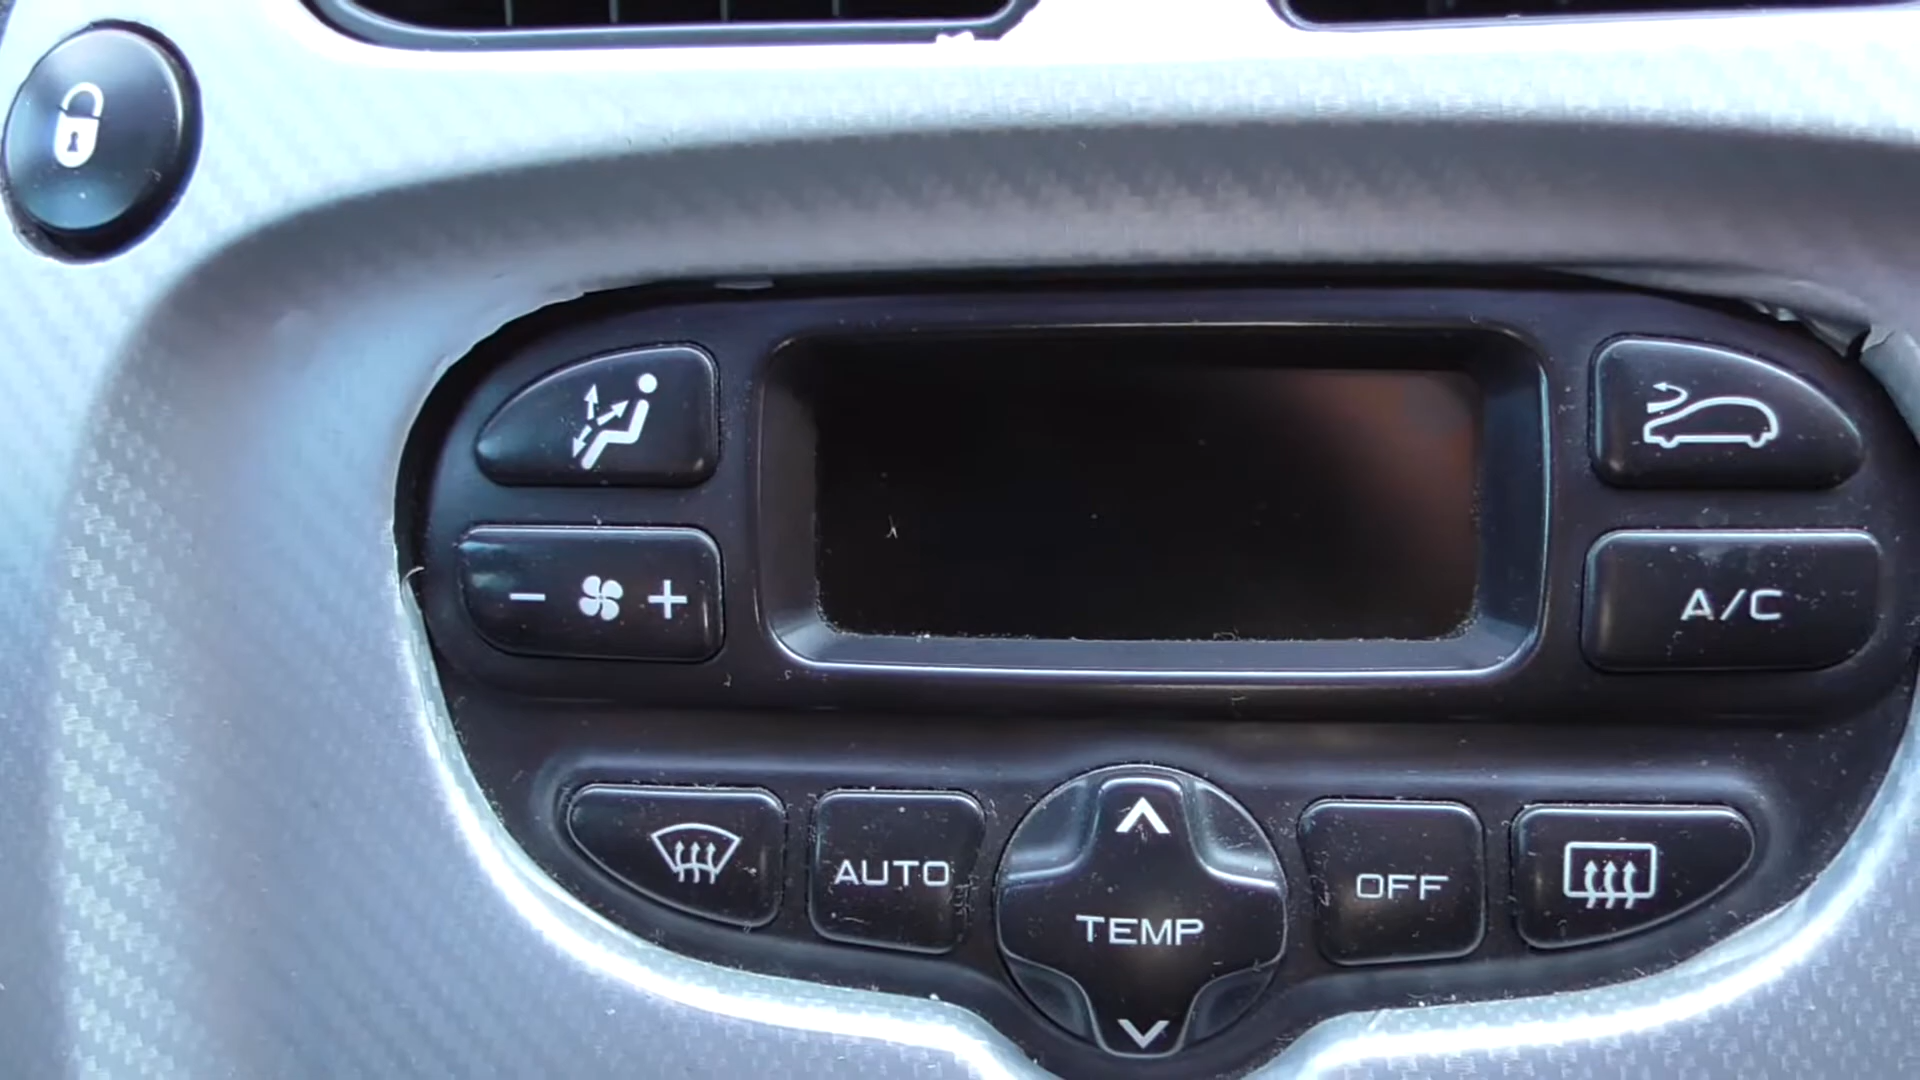 - +
A/C
AUTO
TEMP
OFF